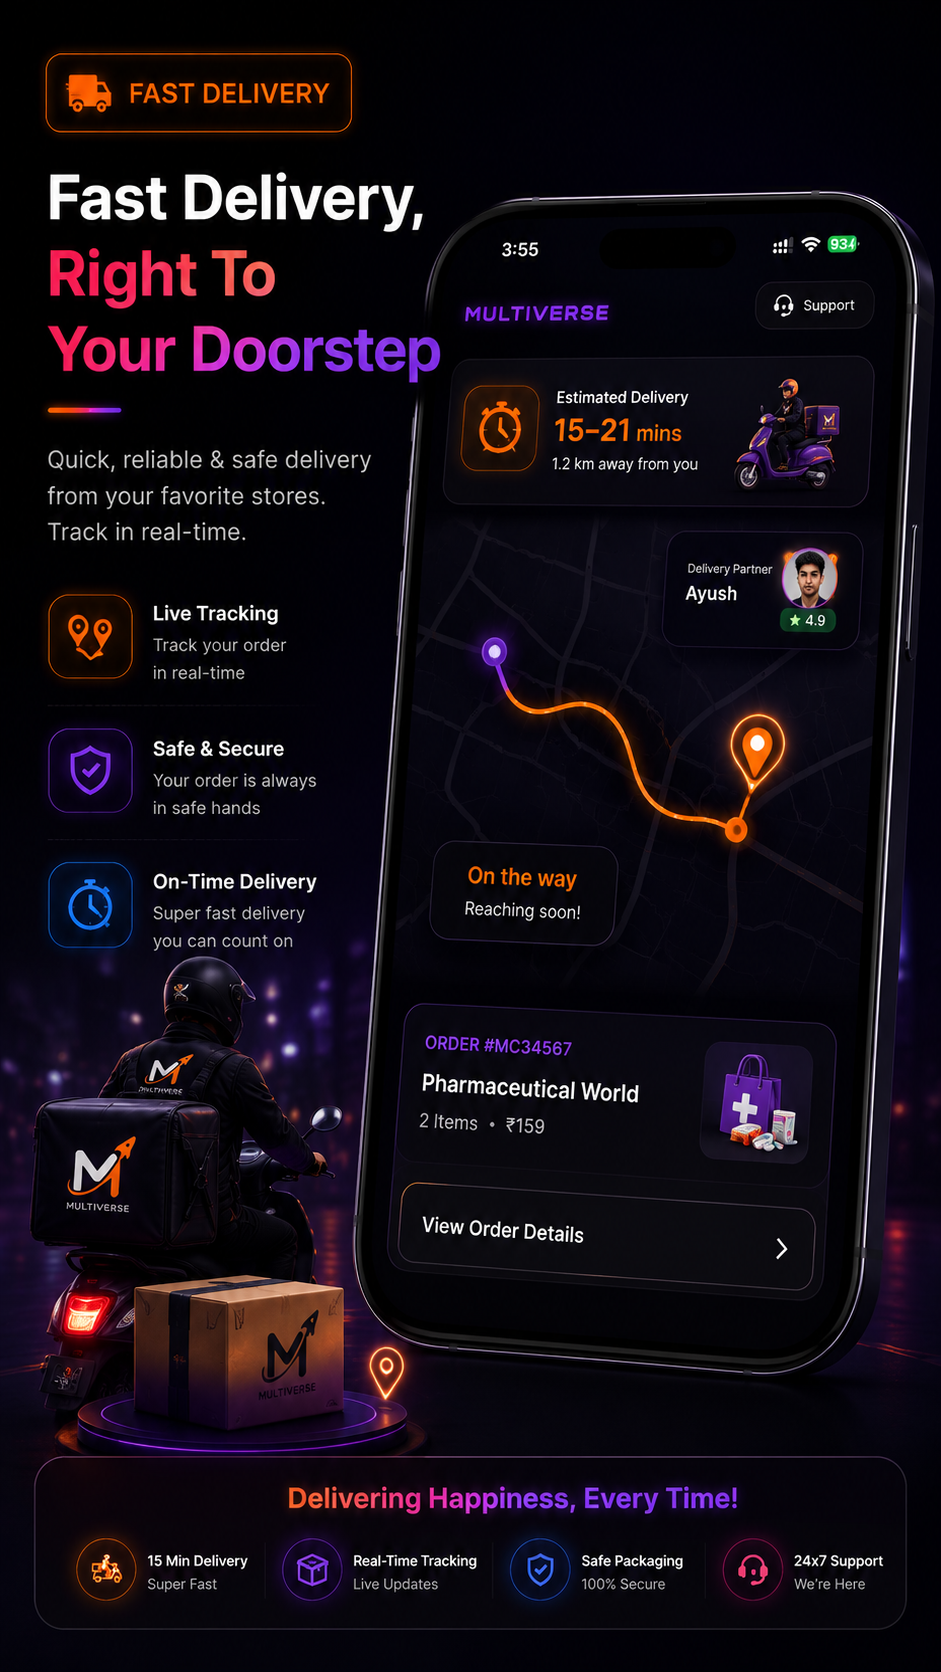 FAST DELIVERY
Fast Delivery,
Right To
Your Doorstep
Quick, reliable & safe delivery
from your favorite stores.
Track in real-time.
Live Tracking
Track your order
in real-time
Safe & Secure
Your order is always
in safe hands
On-Time Delivery
Super fast delivery
you can count on
3:55
93
MULTIVERSE
Support
Estimated Delivery
15–21 mins
1.2 km away from you
M
Delivery Partner
Ayush
4.9
On the way
Reaching soon!
ORDER #MC34567
Pharmaceutical World
2 Items • ₹159
View Order Details
M
MULTIVERSE
M
MULTIVERSE
M
MULTIVERSE
Delivering Happiness, Every Time!
15 Min Delivery
Super Fast
Real-Time Tracking
Live Updates
Safe Packaging
100% Secure
24x7 Support
We're Here